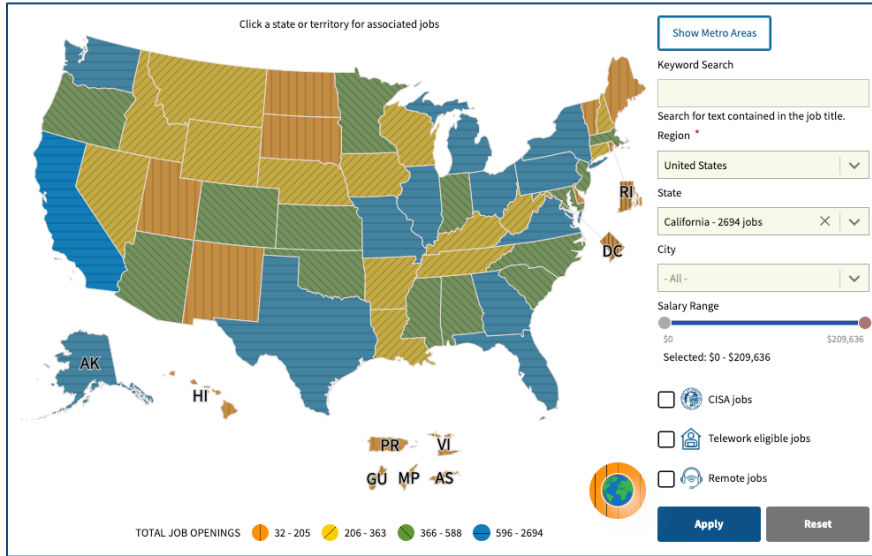 Click a state or territory for associated jobs
Show Metro Areas
Keyword Search
Search for text contained in the job title.
Region *
United States
State
California - 2694 jobs
City
- All -
Salary Range
$0 $209,636
Selected: $0 - $209,636
CISA jobs
Telework eligible jobs
Remote jobs
Apply Reset
RI
DC
AK
HI
PR VI
GU MP AS
TOTAL JOB OPENINGS 32 - 205 206 - 363 366 - 588 596 - 2694